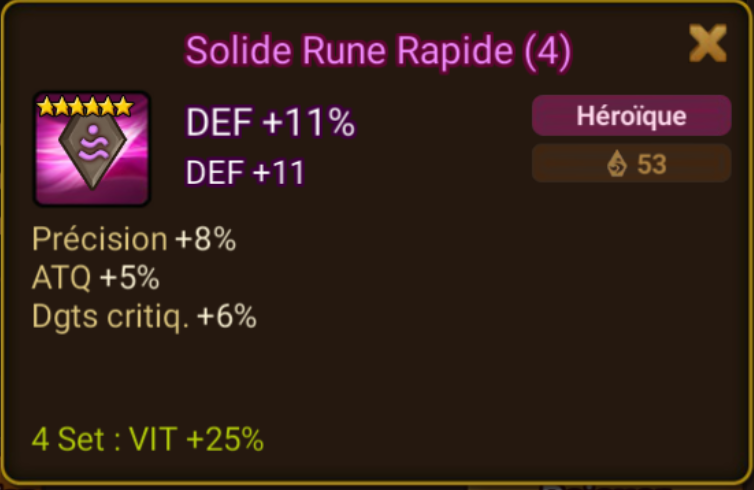 Solide Rune Rapide (4)
DEF +11%
Héroïque
DEF +11
53
Précision +8%
ATQ +5%
Dgts critiq. +6%
4 Set : VIT +25%